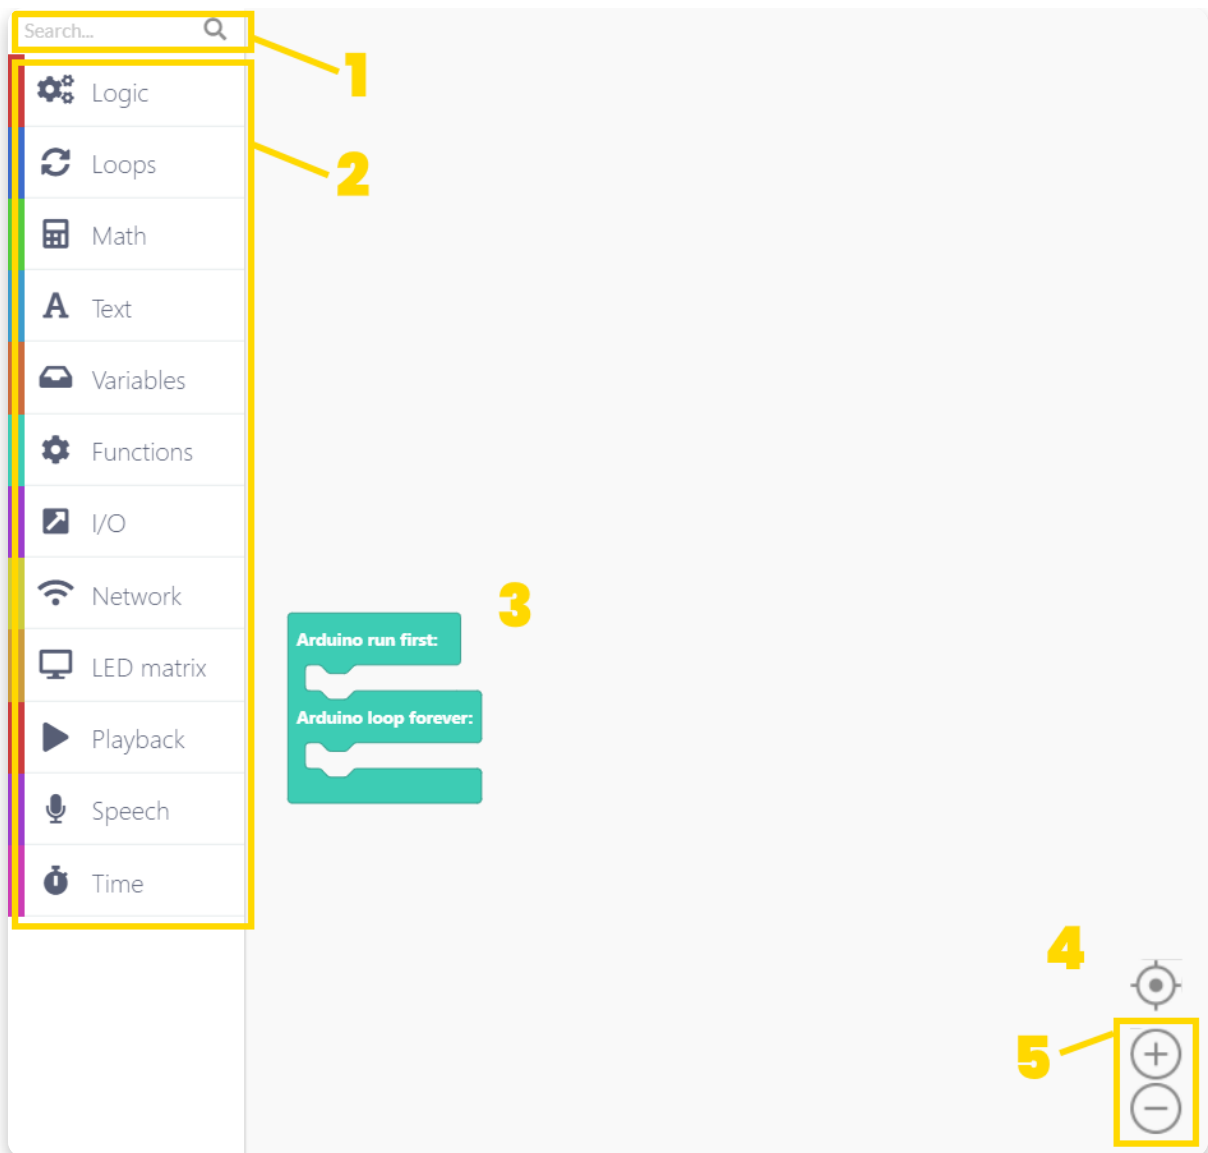 Search...
1
Logic
2
Loops
Math
Text
Variables
Functions
I/O
Network
3
Arduino run first:
LED matrix
Arduino loop forever:
Playback
Speech
Time
4
5